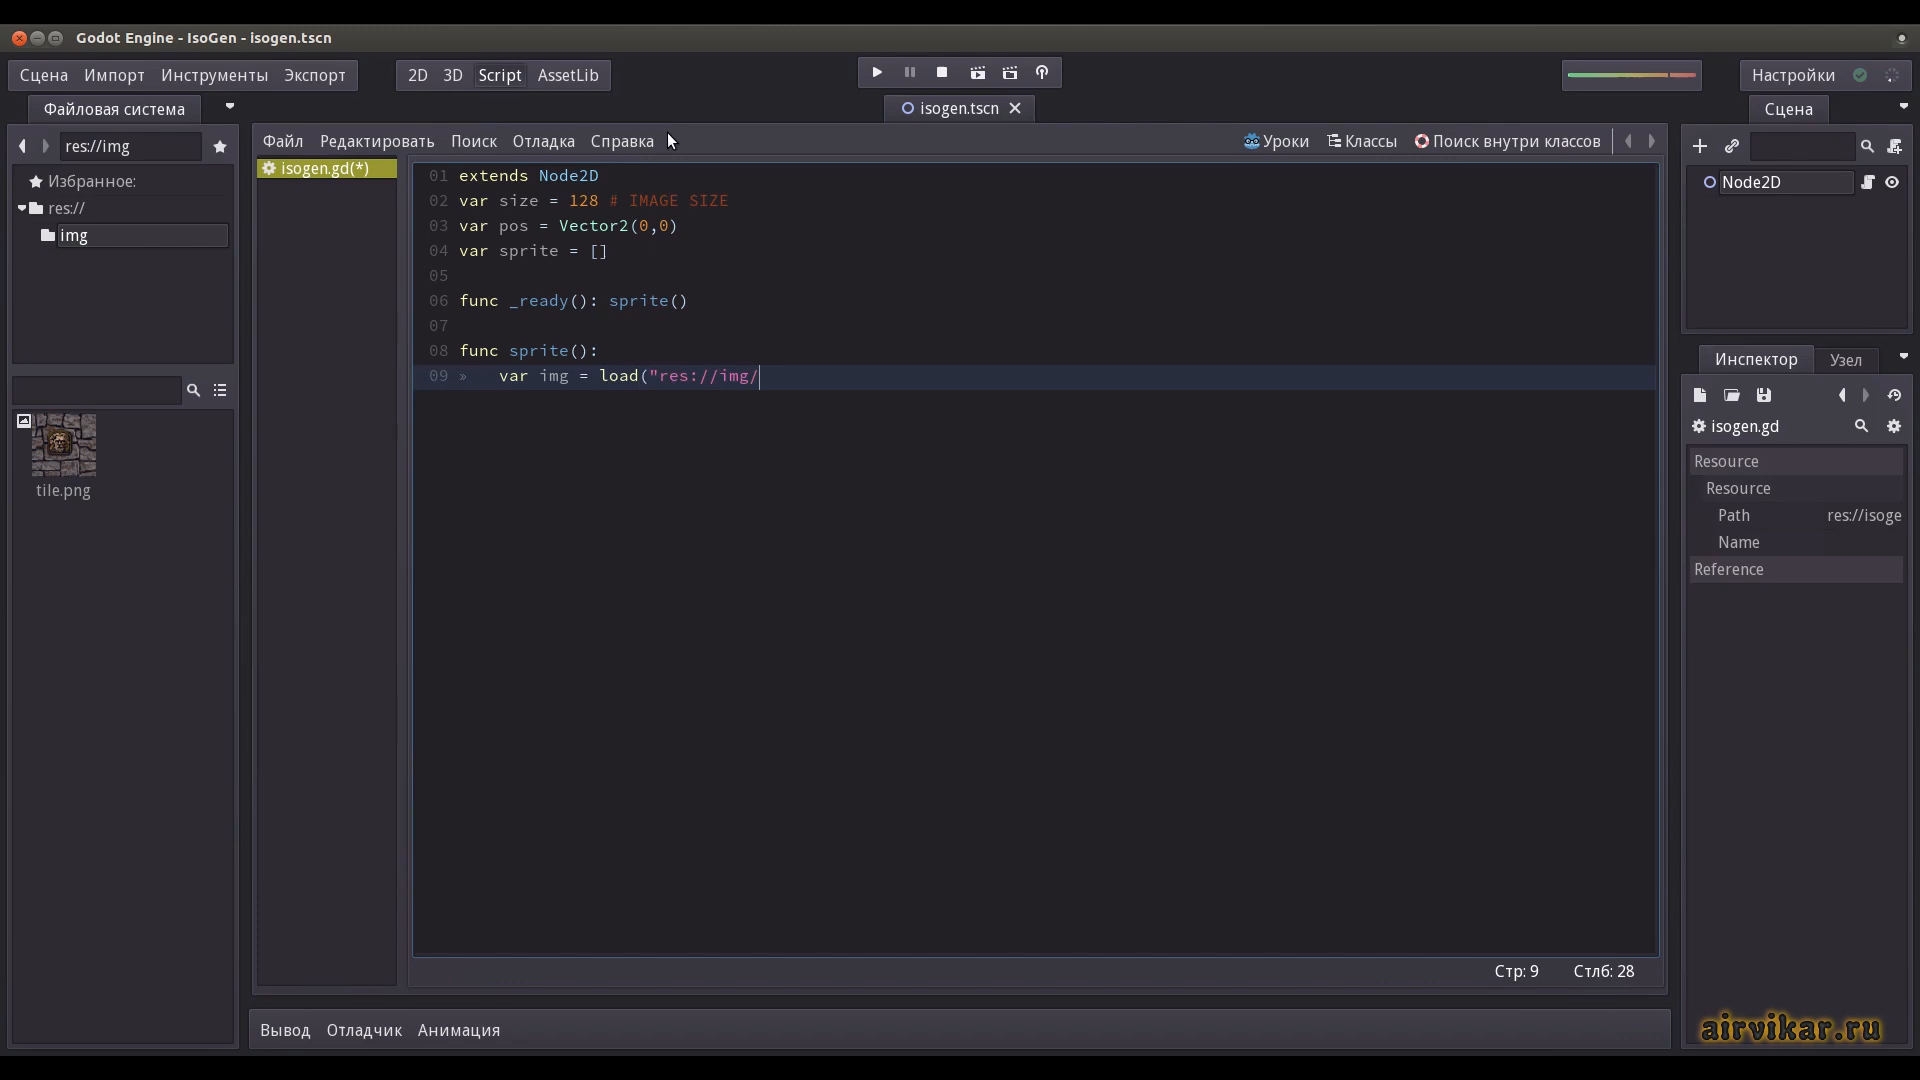 Godot Engine - IsoGen - isogen.tscn
Сцена Импорт Инструменты Экспорт
2D 3D Script AssetLib
Настройки
Файловая система
isogen.tscn
Сцена
res://img
Файл Редактировать Поиск Отладка Справка
Уроки Классы Поиск внутри классов
Избранное:
res://
img
tile.png
isogen.gd(*)
01 extends Node2D
02 var size = 128 # IMAGE SIZE
03 var pos = Vector2(0,0)
04 var sprite = []
05
06 func _ready(): sprite()
07
08 func sprite():
09 » var img = load("res://img/
Стр: 9 Стлб: 28
Вывод Отладчик Анимация
Node2D
Инспектор Узел
isogen.gd
Resource
Resource
Path res://isoge
Name
Reference
airvikar.ru